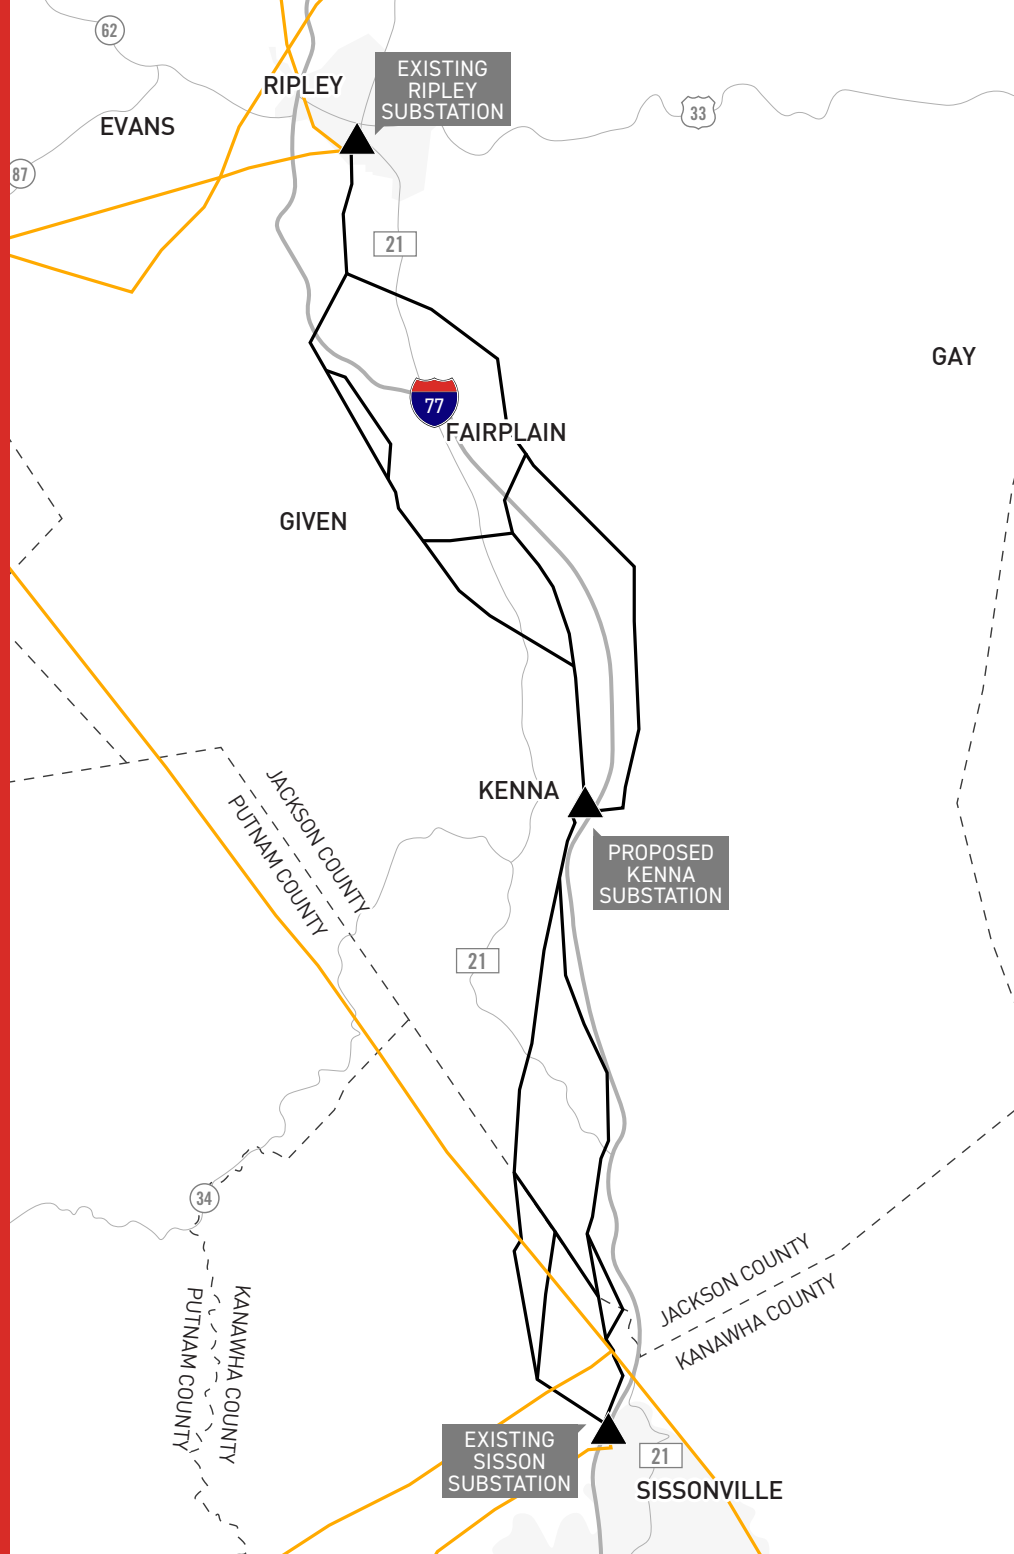 62
RIPLEY
EXISTING
RIPLEY
SUBSTATION
33
EVANS
87
21
GAY
77
FAIRPLAIN
GIVEN
KENNA
JACKSON COUNTY
PUTNAM COUNTY
PROPOSED
KENNA
SUBSTATION
21
34
JACKSON COUNTY
KANAWHA COUNTY
KANAWHA COUNTY
PUTNAM COUNTY
EXISTING
SISSON
SUBSTATION
21
SISSONVILLE